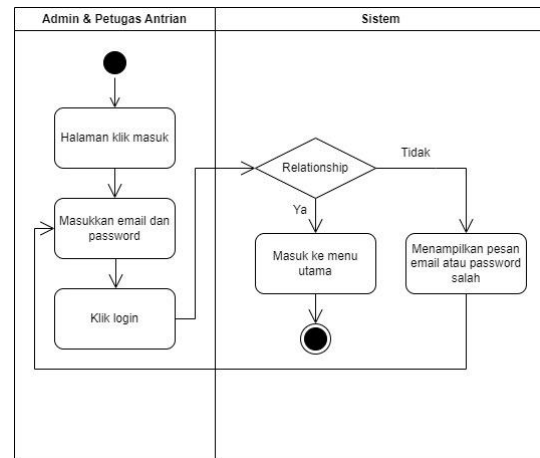 Admin & Petugas Antrian
Sistem
Halaman klik masuk
Masukkan email dan
password
Klik login
Relationship
Tidak
Ya
Masuk ke menu
utama
Menampilkan pesan
email atau password
salah